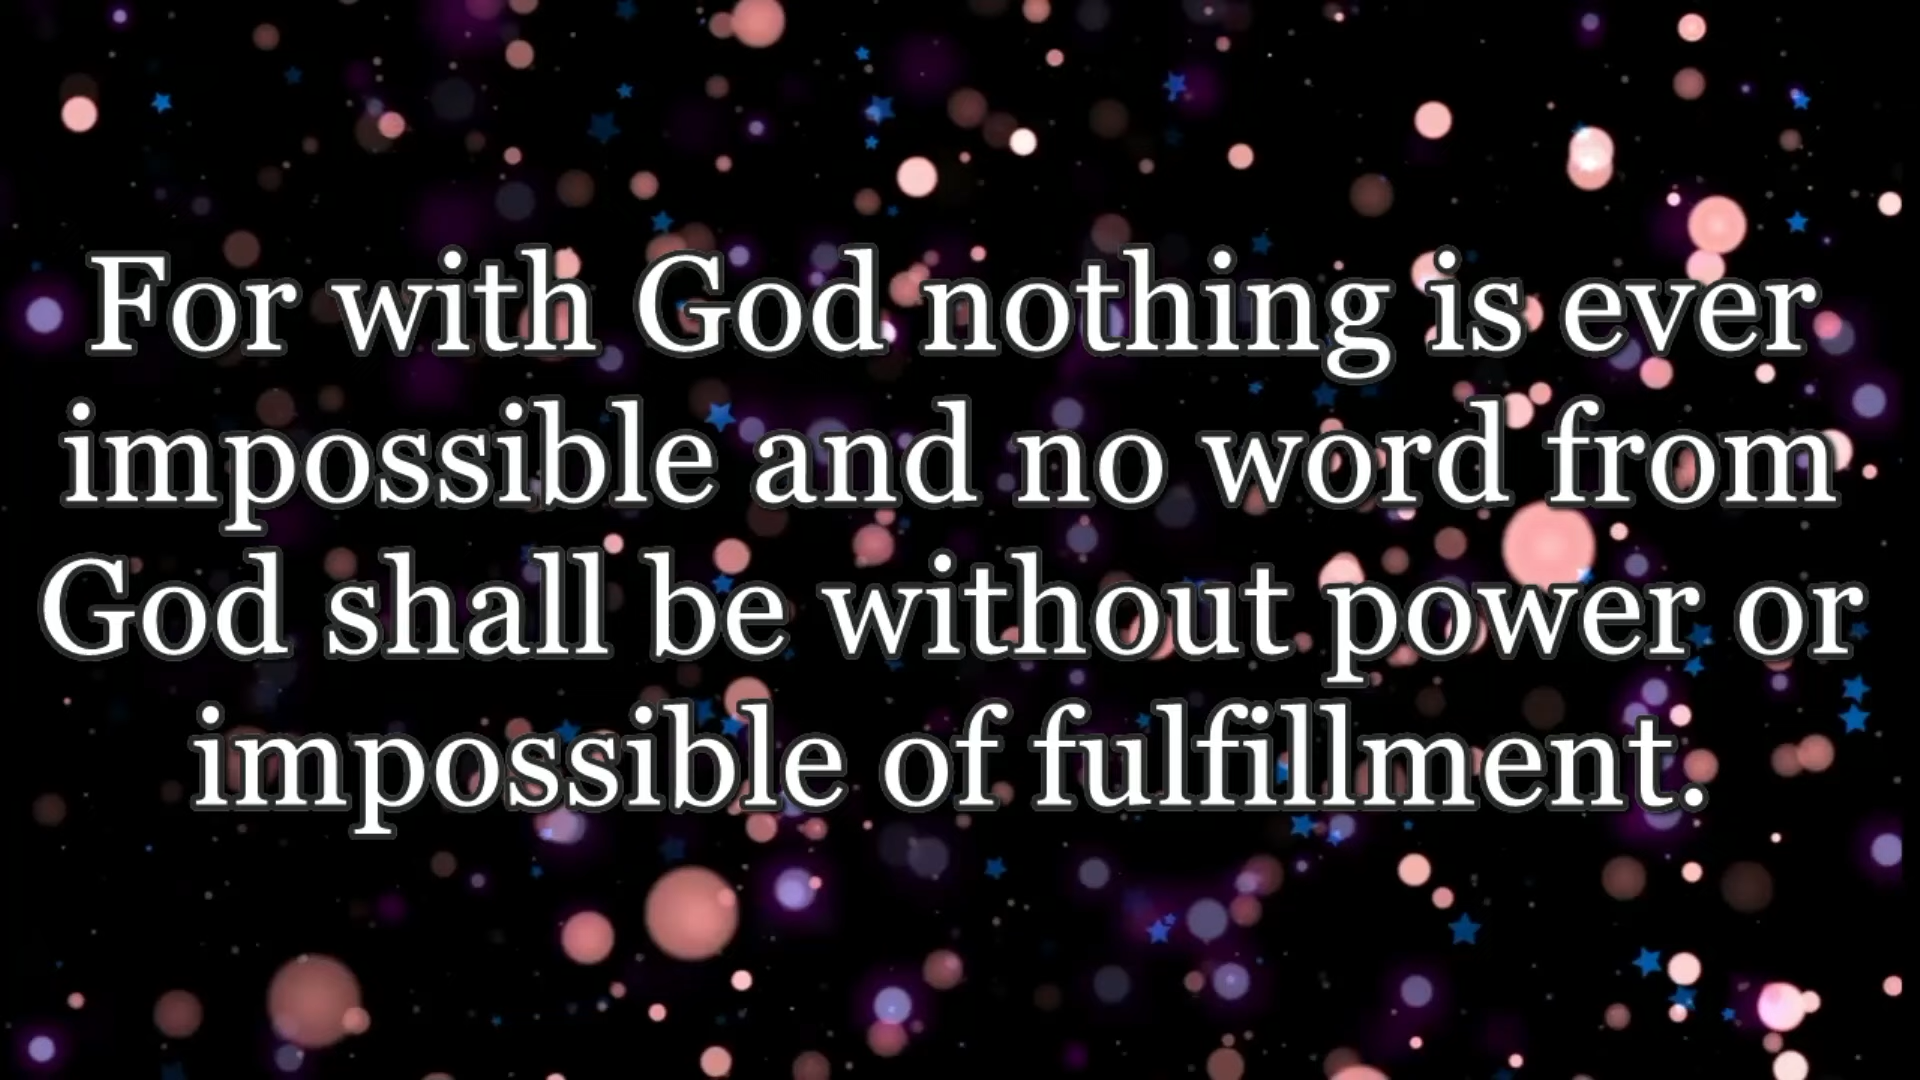 For with God nothing is ever
impossible and no word from
God shall be without power or
impossible of fulfillment.